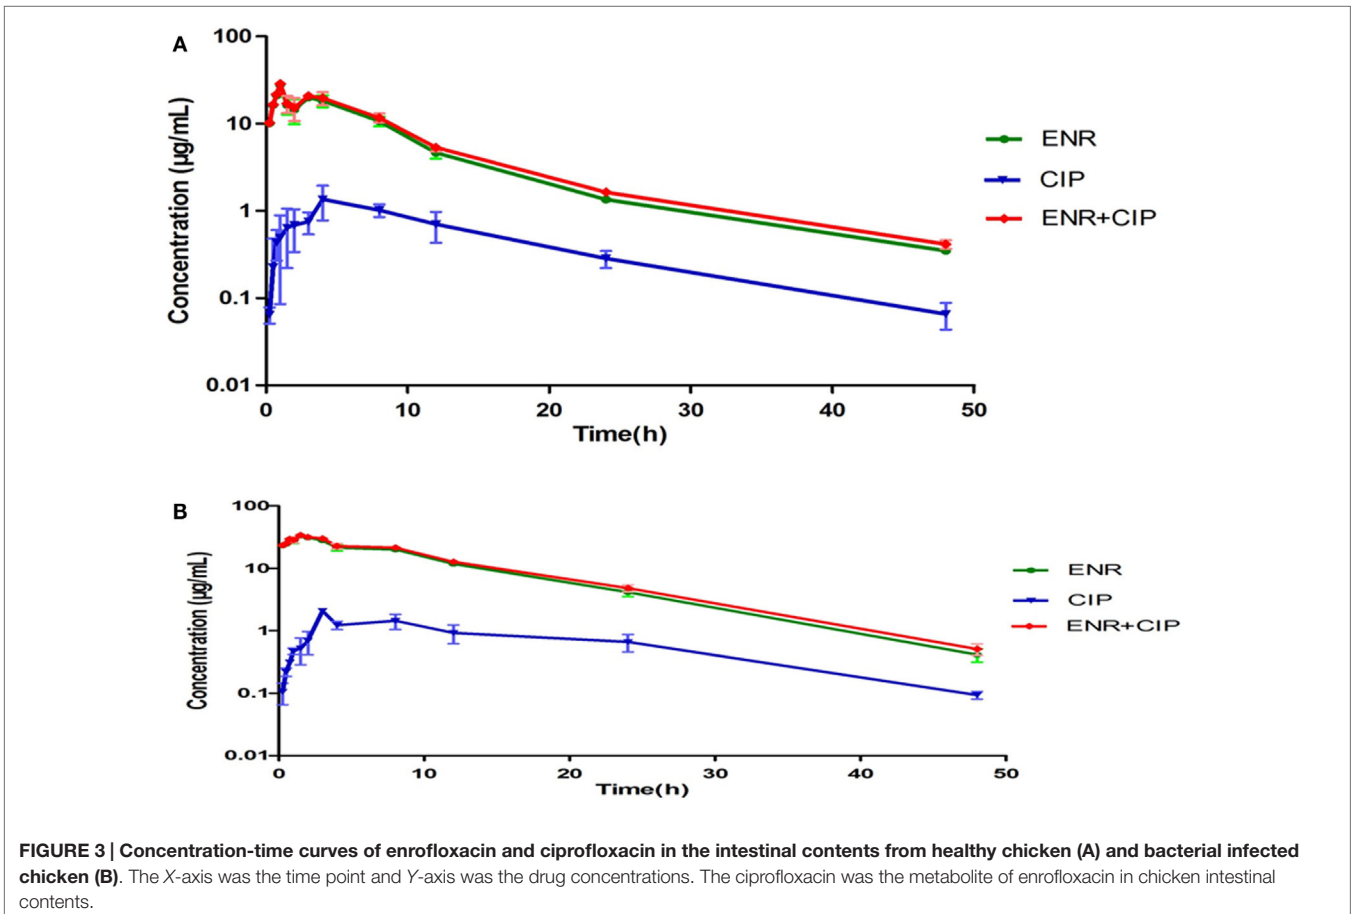 A
100
10
1
0.1
0.01
Concentration (µg/mL)
0 10 20 30 40 50
Time(h)
ENR
CIP
ENR+CIP
B
100
10
1
0.1
0.01
Concentration (µg/mL)
0 10 20 30 40 50
Time(h)
ENR
CIP
ENR+CIP
FIGURE 3 | Concentration-time curves of enrofloxacin and ciprofloxacin in the intestinal contents from healthy chicken (A) and bacterial infected
chicken (B). The X-axis was the time point and Y-axis was the drug concentrations. The ciprofloxacin was the metabolite of enrofloxacin in chicken intestinal
contents.